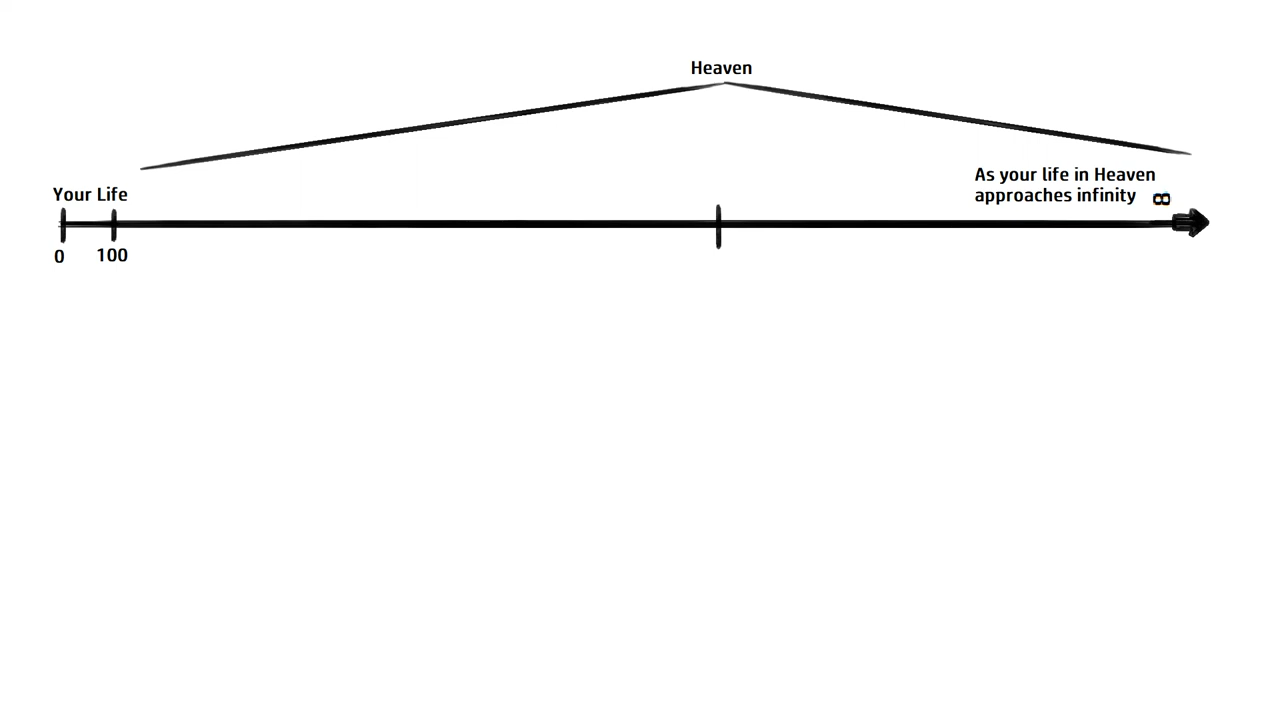 Heaven
As your life in Heaven
approaches infinity ∞
Your Life
0
100